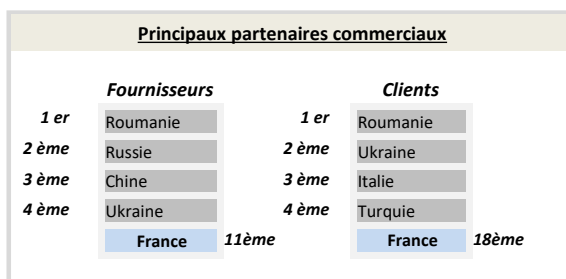 Principaux partenaires commerciaux
Fournisseurs Clients
1 er Roumanie 1 er Roumanie
2 ème Russie 2 ème Ukraine
3 ème Chine 3 ème Italie
4 ème Ukraine 4 ème Turquie
France 11ème France 18ème